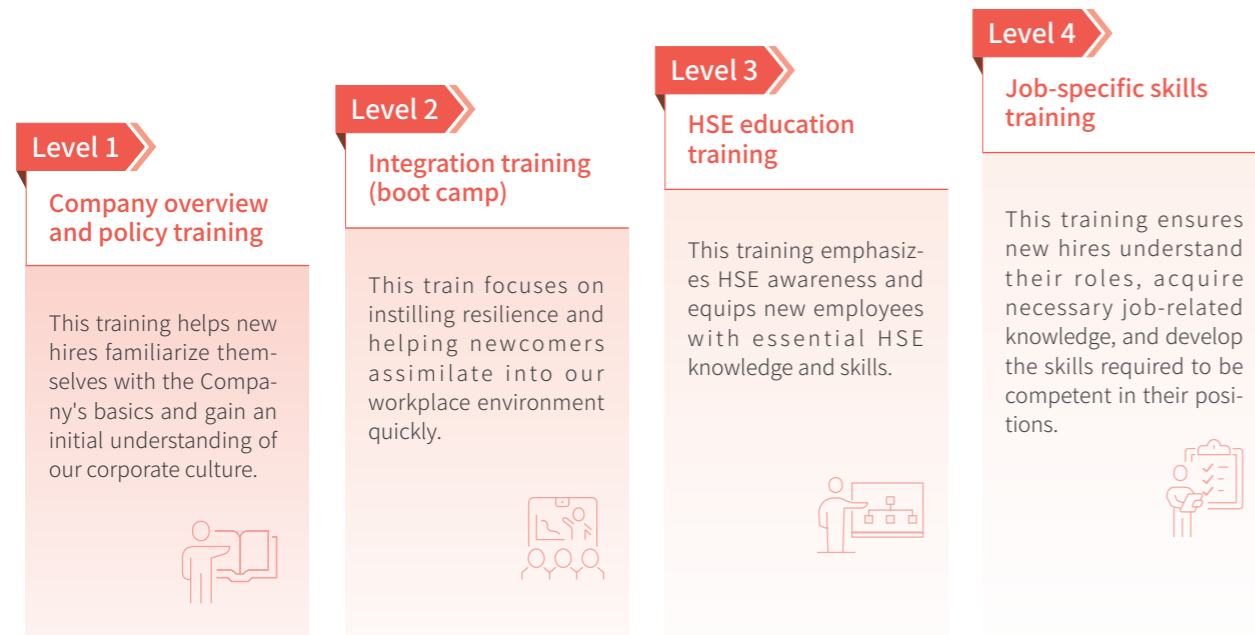 Level 1
Company overview
and policy training
This training helps new
hires familiarize them-
selves with the Compa-
ny's basics and gain an
initial understanding of
our corporate culture.
Level 2
Integration training
(boot camp)
This train focuses on
instilling resilience and
helping newcomers
assimilate into our
workplace environment
quickly.
Level 3
HSE education
training
This training emphasiz-
es HSE awareness and
equips new employees
with essential HSE
knowledge and skills.
Level 4
Job-specific skills
training
This training ensures
new hires understand
their roles, acquire
necessary job-related
knowledge, and develop
the skills required to be
competent in their posi-
tions.